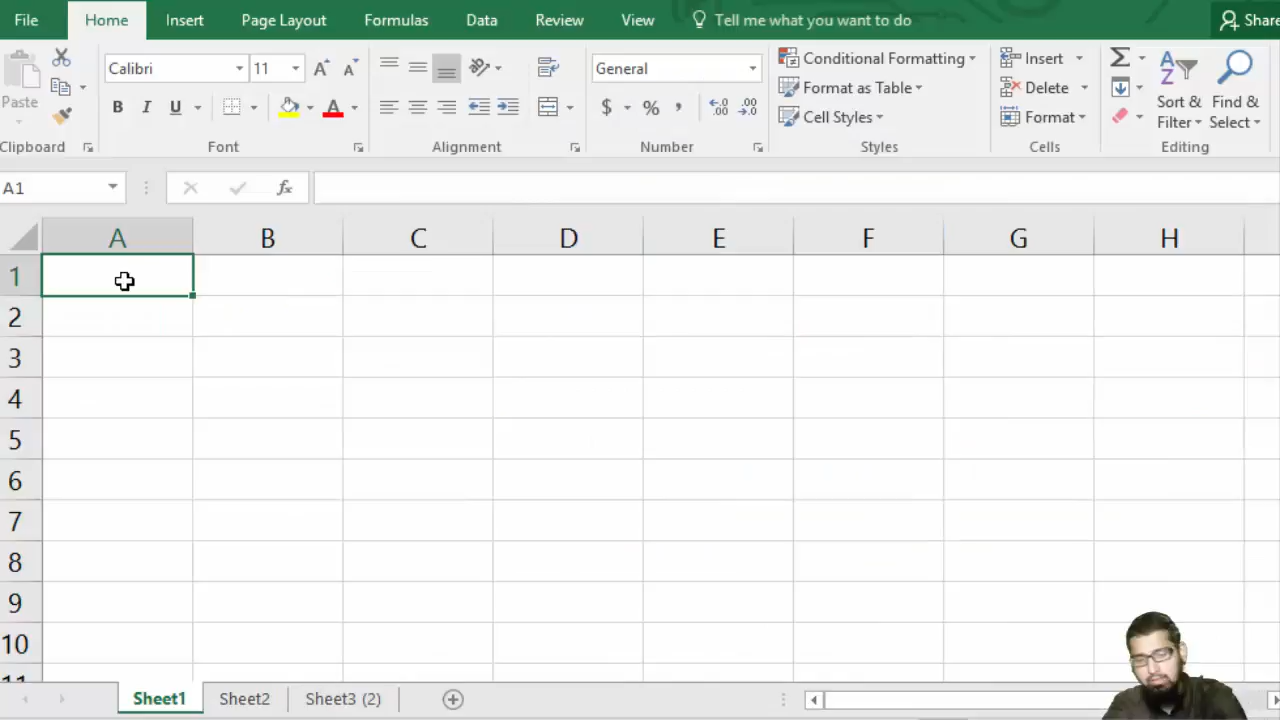 File Home Insert Page Layout Formulas Data Review View Tell me what you want to do Share
Calibri 11 General Conditional Formatting Insert
Paste B I U A $ % , Format as Table Delete Sort & Find &
Cell Styles Format Filter Select
Clipboard Font Alignment Number Styles Cells Editing
A1 fx
A B C D E F G H
1
2
3
4
5
6
7
8
9
10
11
Sheet1 Sheet2 Sheet3 (2)